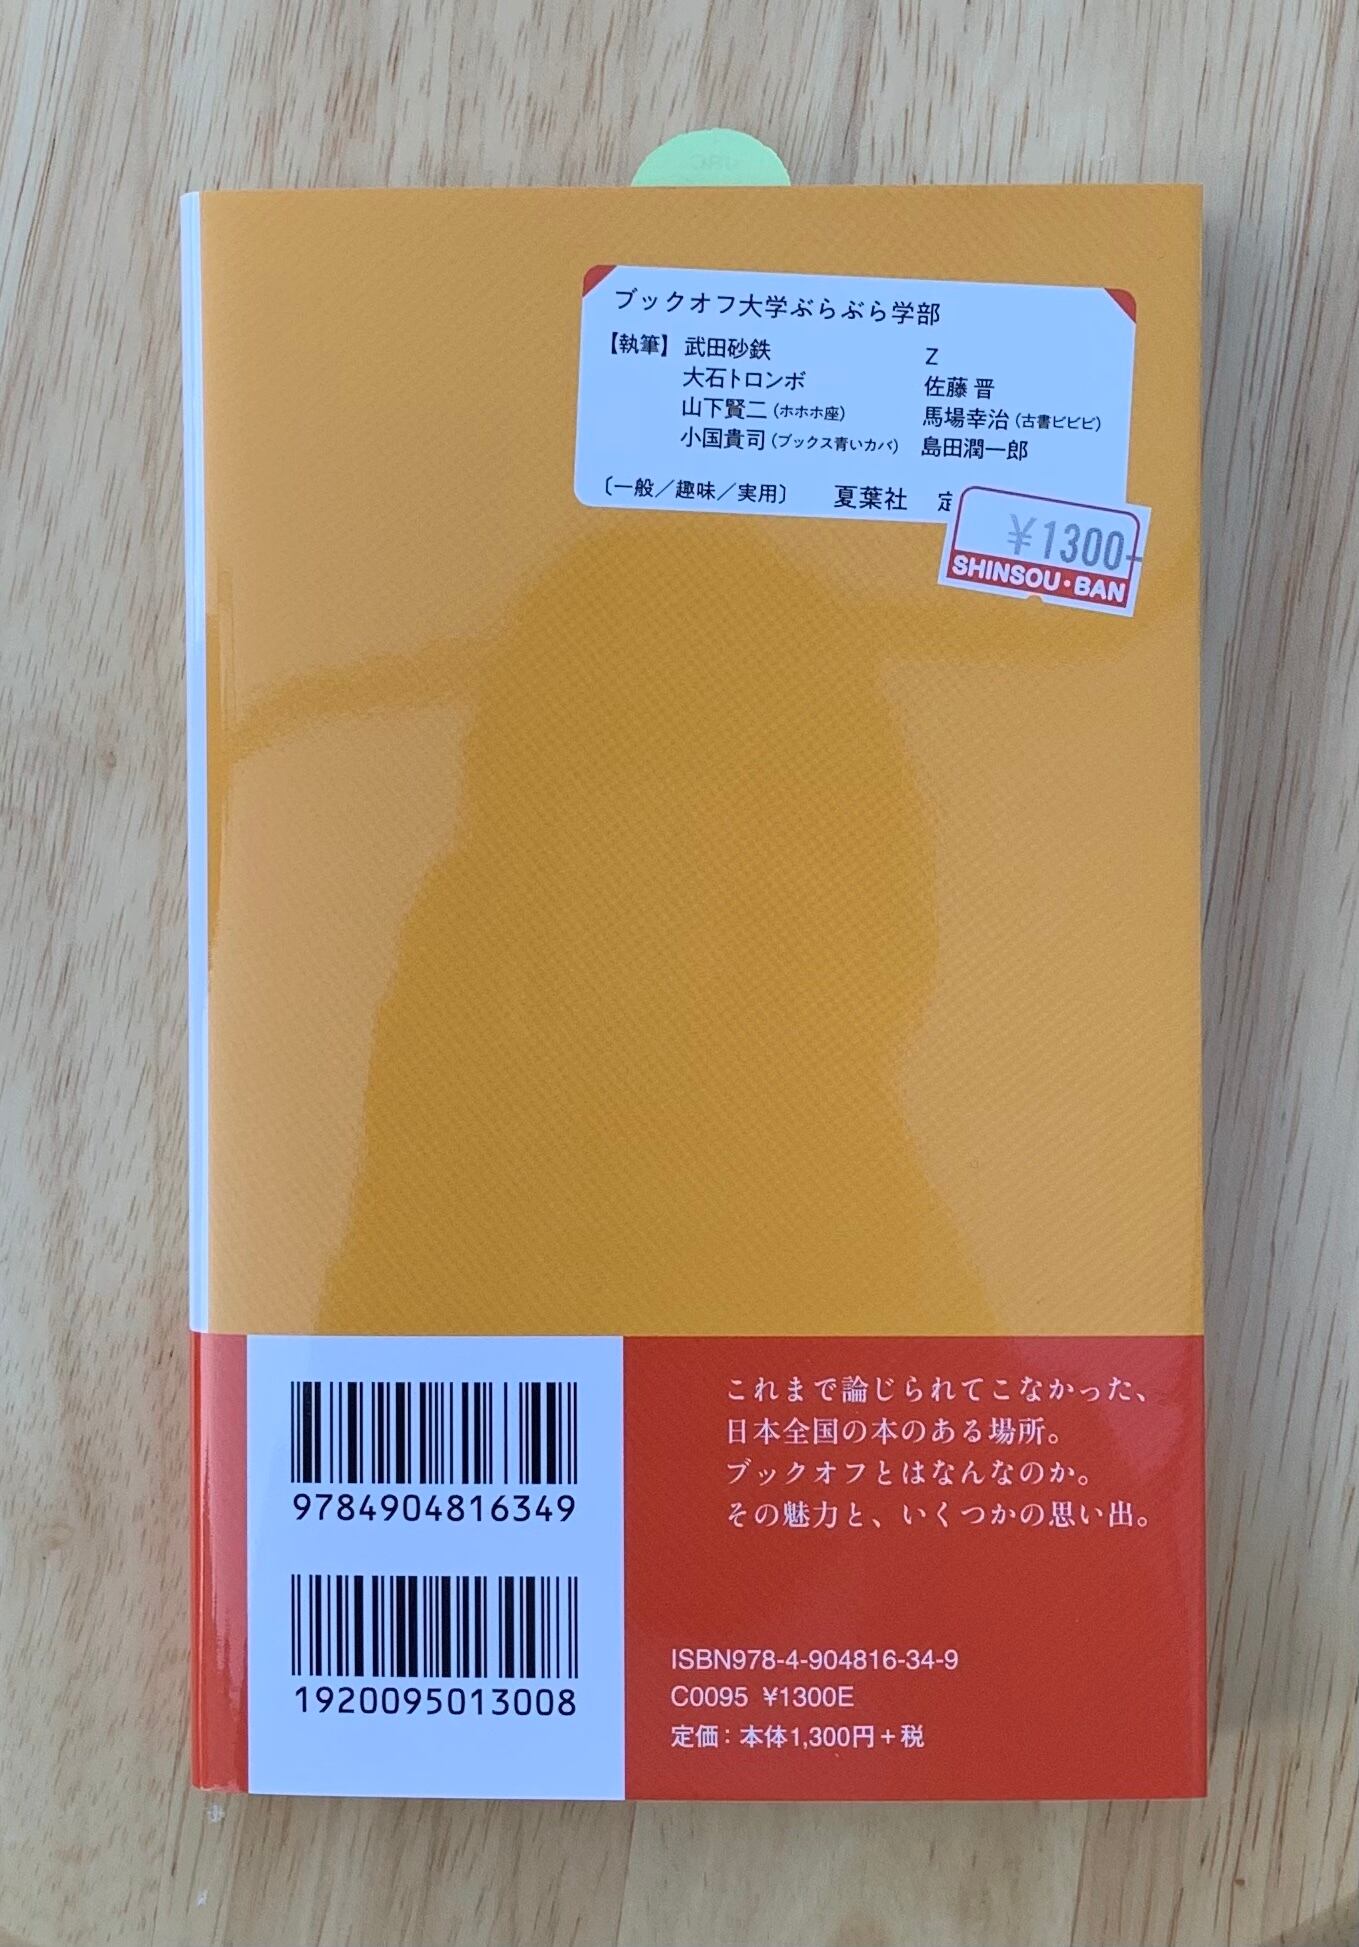 ブックオフ大学ぶらぶら学部
【執筆】 武田砂鉄 Z
大石トロンボ 佐藤 晋
山下賢二(ホホホ座) 馬場幸治(古書ビビビ)
小国貴司(ブックス青いカバ) 島田潤一郎
〔一般／趣味／実用〕 夏葉社 定
¥1300-
SHINSOU・BAN
これまで論じられてこなかった、
日本全国の本のある場所。
ブックオフとはなんなのか。
その魅力と、いくつかの思い出。
9784904816349
1920095013008
ISBN978-4-904816-34-9
C0095 ¥1300E
定価：本体1,300円＋税